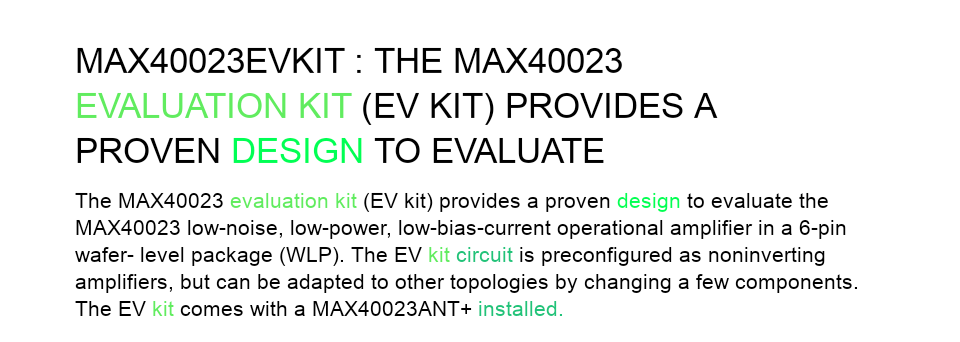 MAX40023EVKIT : THE MAX40023
EVALUATION KIT (EV KIT) PROVIDES A
PROVEN DESIGN TO EVALUATE
The MAX40023 evaluation kit (EV kit) provides a proven design to evaluate the
MAX40023 low-noise, low-power, low-bias-current operational amplifier in a 6-pin
wafer- level package (WLP). The EV kit circuit is preconfigured as noninverting
amplifiers, but can be adapted to other topologies by changing a few components.
The EV kit comes with a MAX40023ANT+ installed.